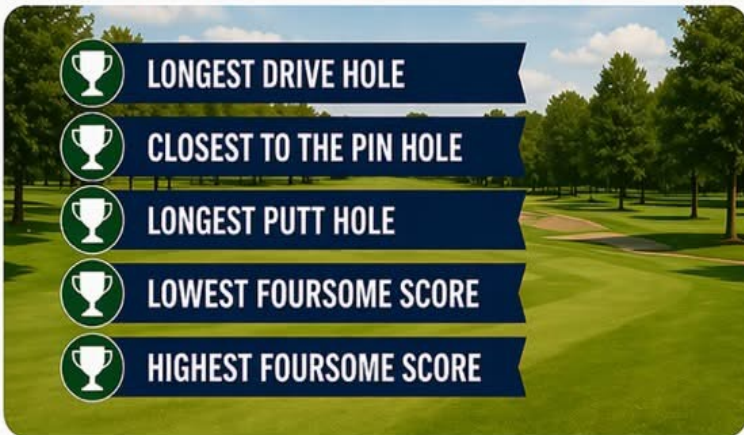 LONGEST DRIVE HOLE
CLOSEST TO THE PIN HOLE
LONGEST PUTT HOLE
LOWEST FOURSOME SCORE
HIGHEST FOURSOME SCORE